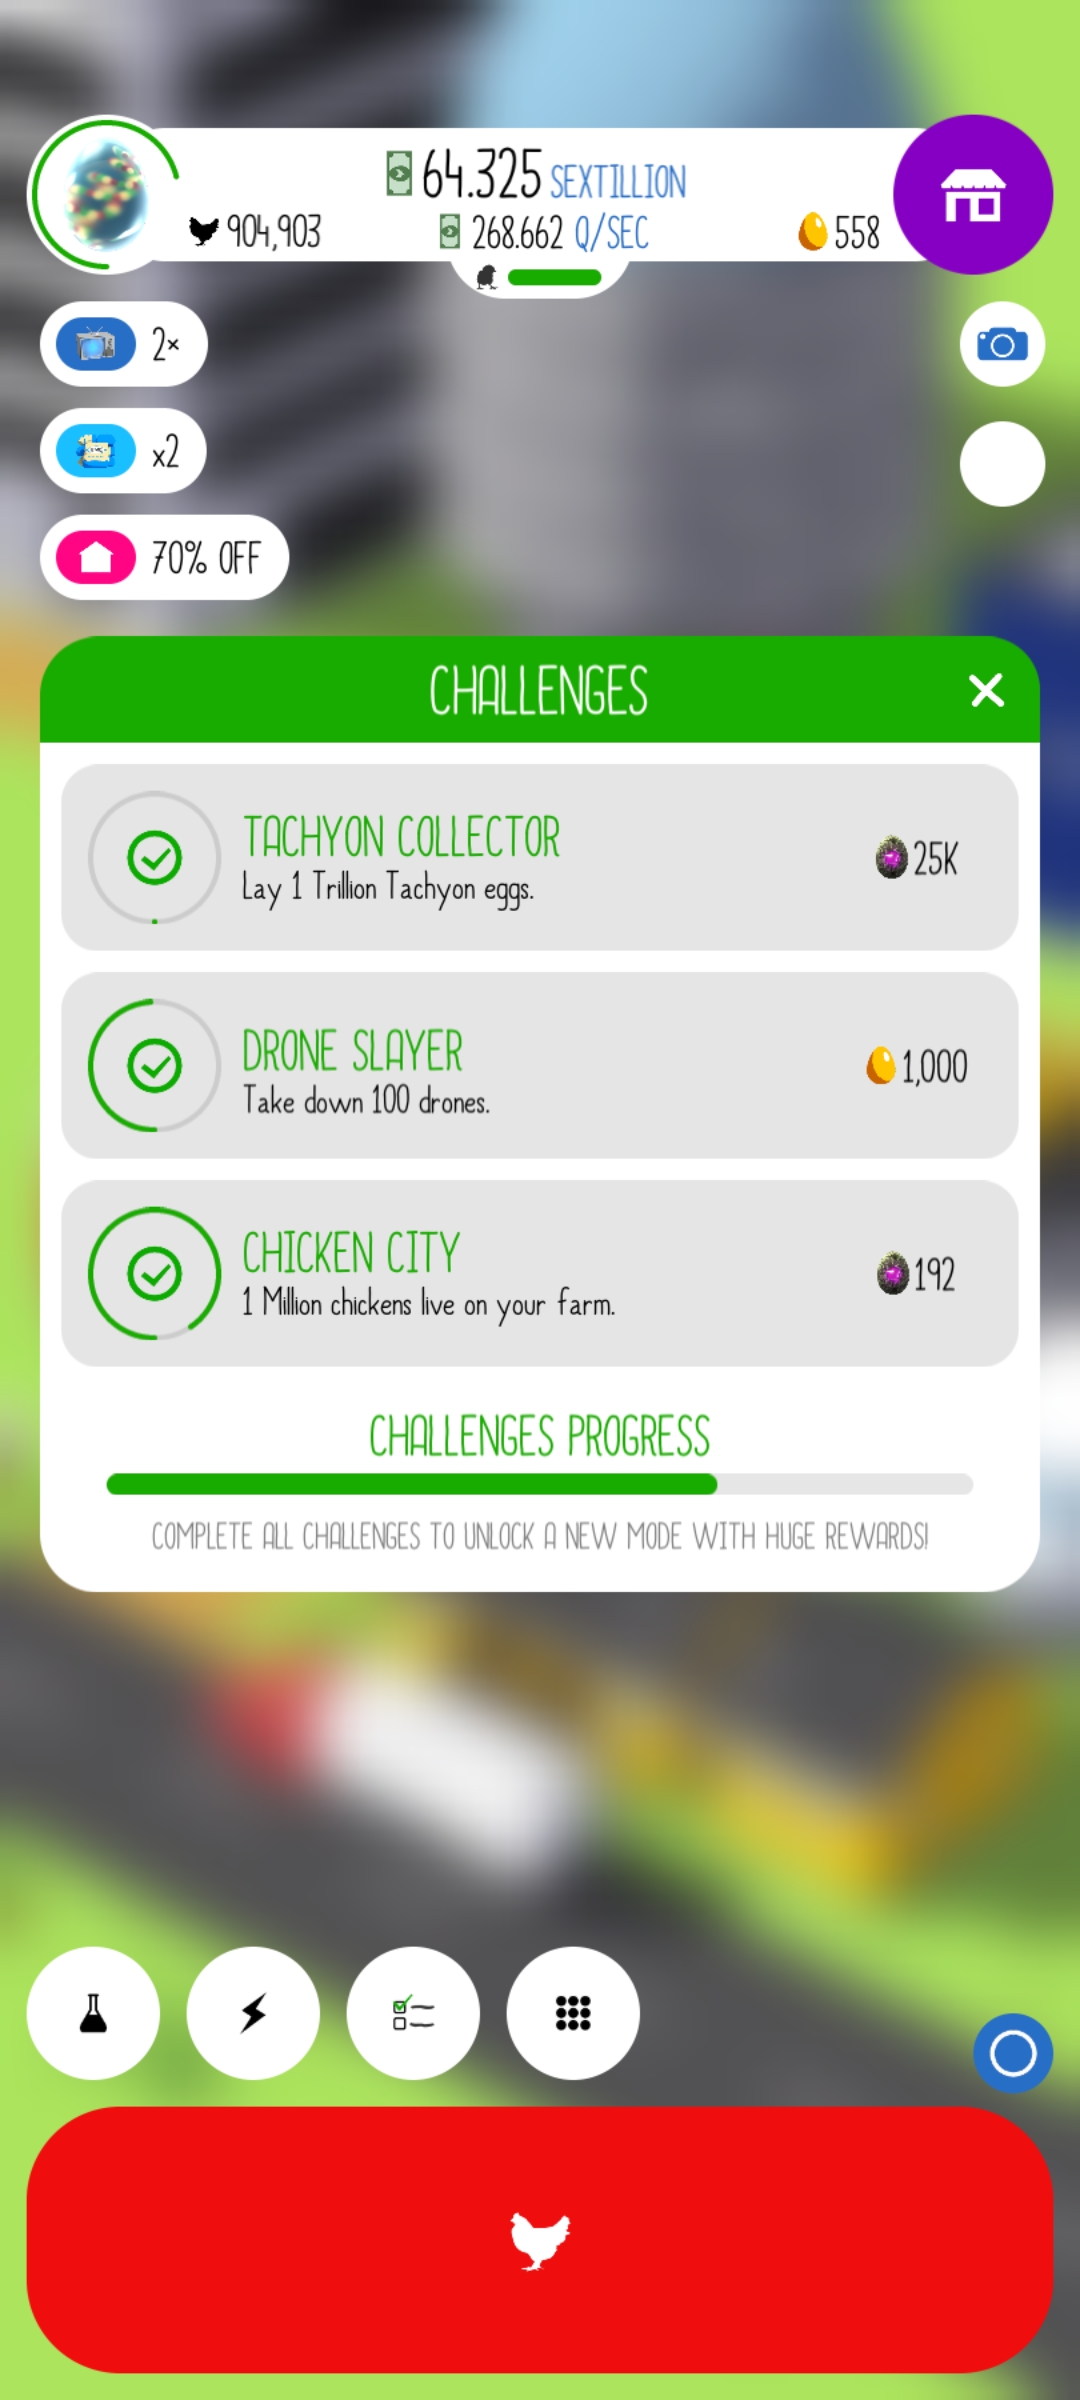 64.325 SEXTILLION
904,903
268.662 Q/SEC
558
2×
x2
70% OFF
CHALLENGES
TACHYON COLLECTOR
Lay 1 Trillion Tachyon eggs.
25K
DRONE SLAYER
Take down 100 drones.
1,000
CHICKEN CITY
1 Million chickens live on your farm.
192
CHALLENGES PROGRESS
COMPLETE ALL CHALLENGES TO UNLOCK A NEW MODE WITH HUGE REWARDS!